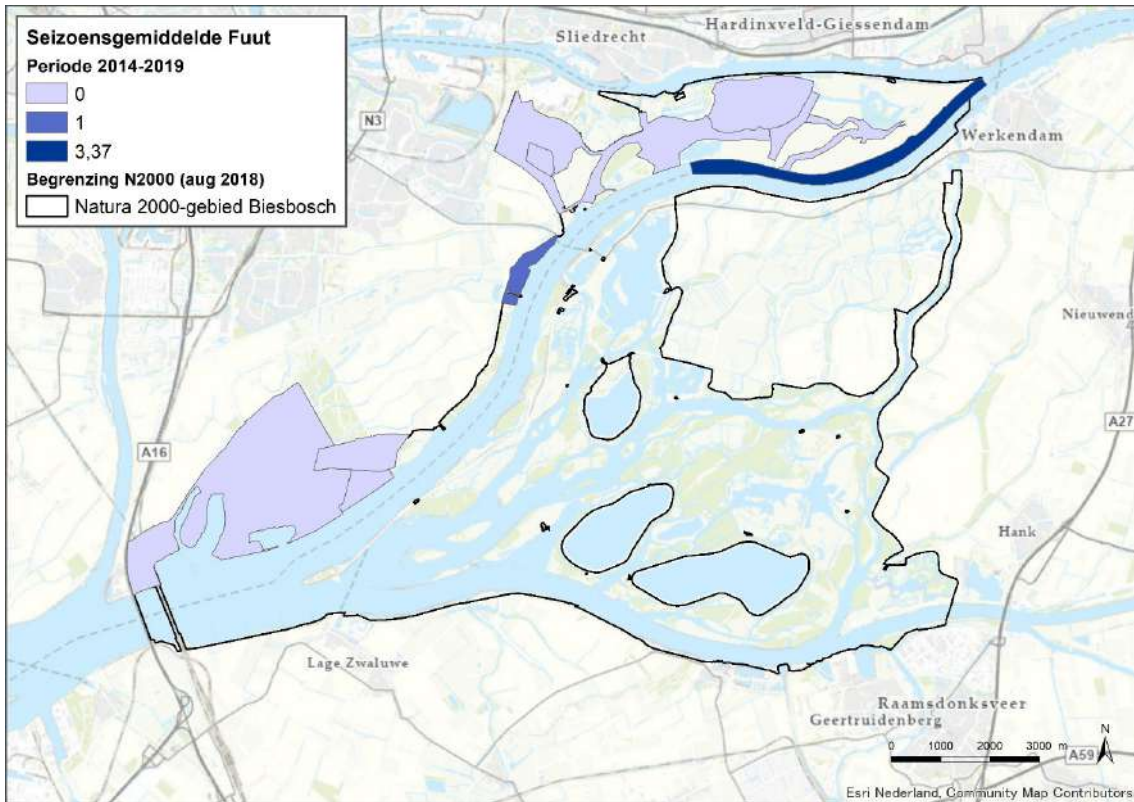 Seizoensgemiddelde Fuut
Periode 2014-2019
0
1
3,37
Begrenzing N2000 (aug 2018)
Natura 2000-gebied Biesbosch
Hardinxveld-Giessendam
Sliedrecht
N3
Werkendam
Nieuwend
A27
A16
Hank
Lage Zwaluwe
Raamsdonksveer
Geertruidenberg
0 1000 2000 3000 m
N
A59
Esri Nederland, Community Map Contributors